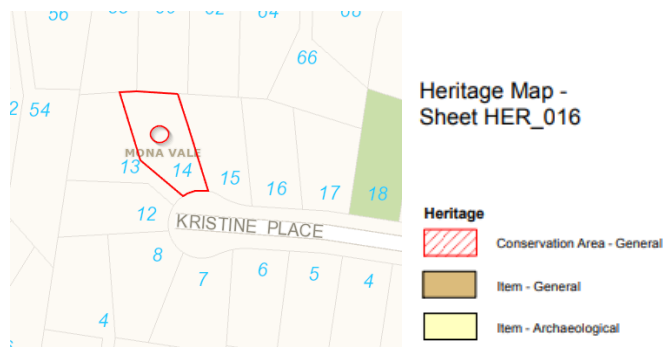 56 62 64
66
2 54
MONA VALE
13 14 15 16 17 18
12
KRISTINE PLACE
8 7 6 5 4
4
Heritage Map -
Sheet HER_016
Heritage
Conservation Area - General
Item - General
Item - Archaeological